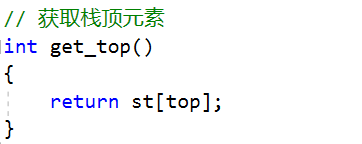 // 获取栈顶元素
int get_top()
{
    return st[top];
}